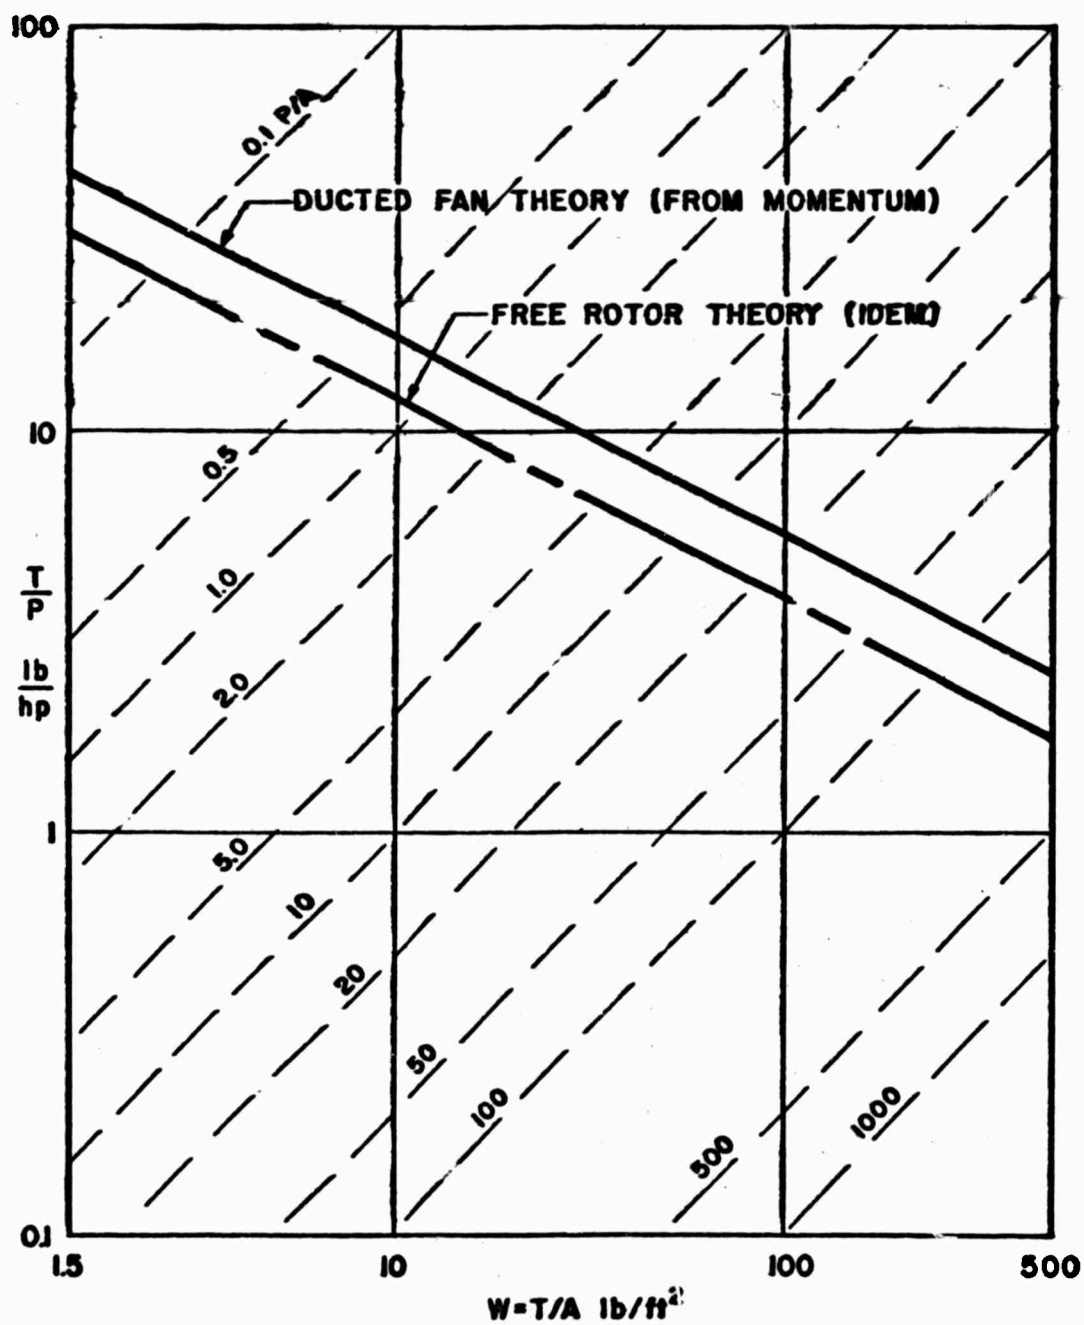 100
0.1 P/A
DUCTED FAN THEORY (FROM MOMENTUM)
FREE ROTOR THEORY (IDEM)
10
0.5
1.0
T
P
lb
hp
2.0
1
5.0
10
20
50
100
500
1000
0.1
1.5 10 100 500
W=T/A lb/ft²